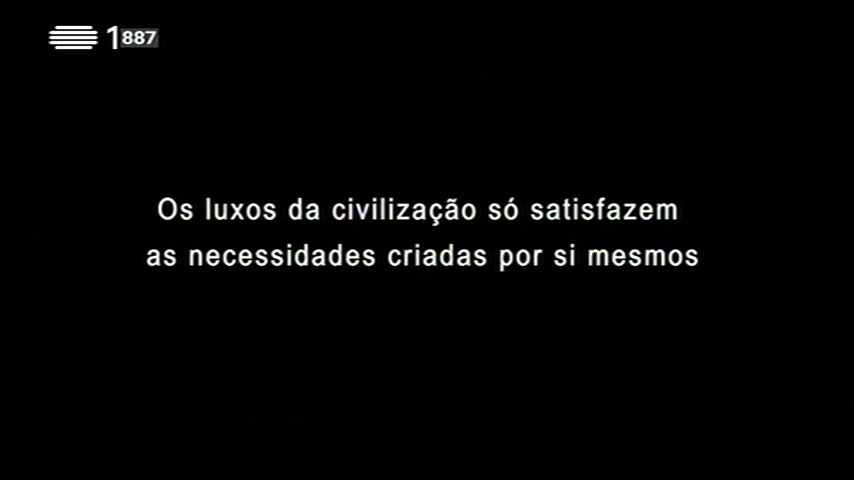 1 887
Os luxos da civilização só satisfazem
as necessidades criadas por si mesmos